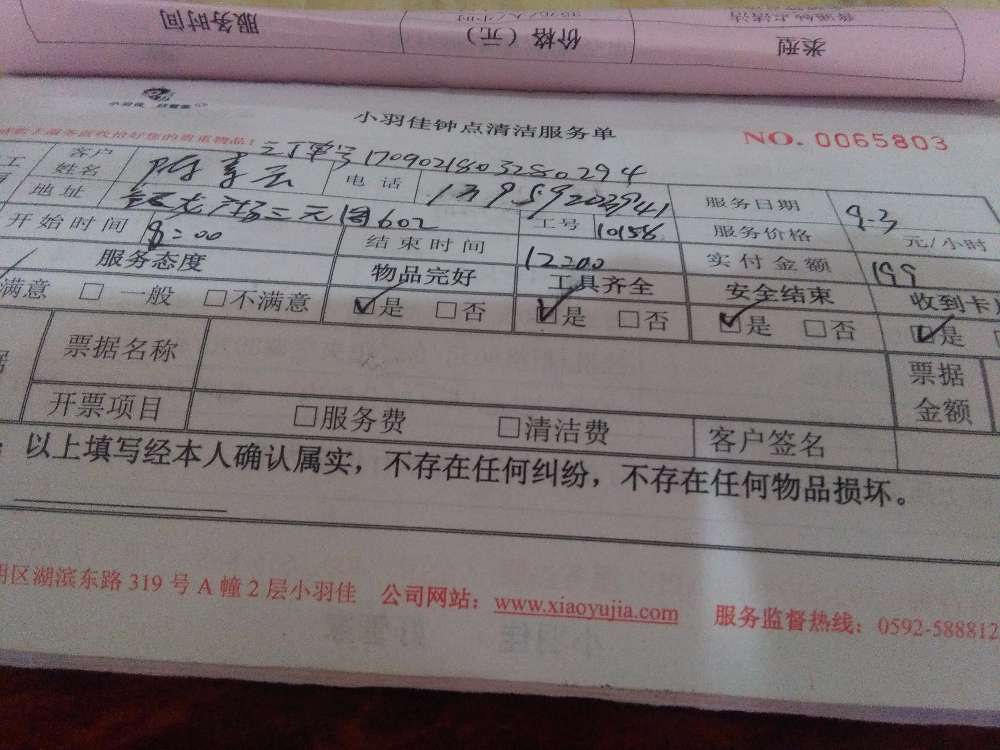 服务时间 价格（元） 类型
小羽佳钟点清洁服务单 NO. 0065803
客户姓名 订单号17090218032850294
地址 602 电话 服务日期 9.3
开始时间 8:00 结束时间 12:00 工号 10158 服务价格 元/小时
实付金额 199
服务态度 物品完好 工具齐全 安全结束 收到卡
满意 □ 一般 □不满意 ☑是 □否 ☑是 □否 ☑是 □否 ☑是
票据名称 票据金额
开票项目 □服务费 □清洁费 客户签名
以上填写经本人确认属实，不存在任何纠纷，不存在任何物品损坏。
区湖滨东路 319 号 A 幢 2 层小羽佳 公司网站：www.xiaoyujia.com 服务监督热线：0592-588812